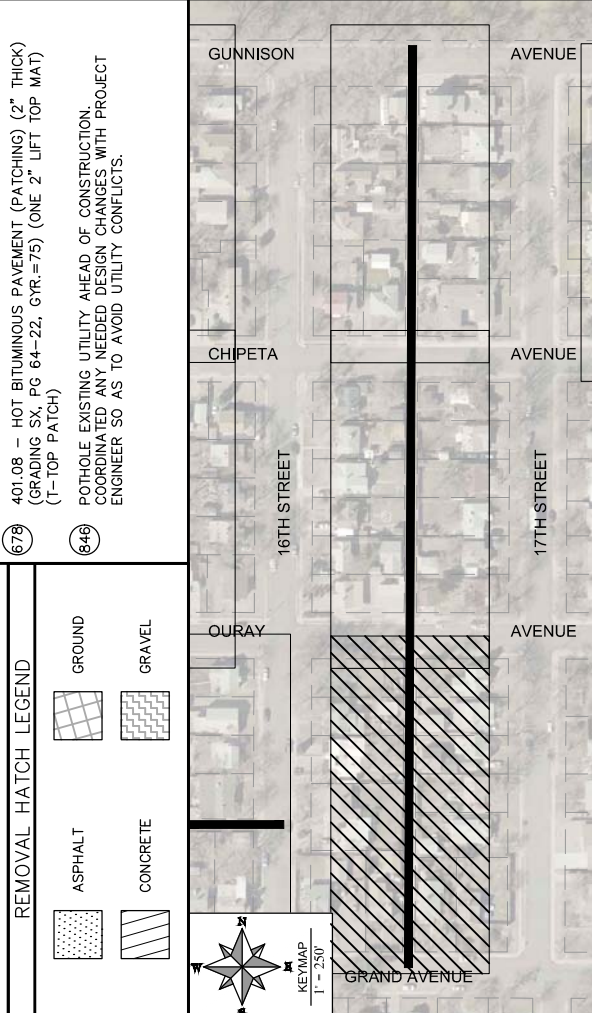 678
401.08 – HOT BITUMINOUS PAVEMENT (PATCHING) (2" THICK)
(GRADING SX, PG 64–22, GYR.=75) (ONE 2" LIFT TOP MAT)
(T–TOP PATCH)
846
POTHOLE EXISTING UTILITY AHEAD OF CONSTRUCTION.
COORDINATED ANY NEEDED DESIGN CHANGES WITH PROJECT
ENGINEER SO AS TO AVOID UTILITY CONFLICTS.
REMOVAL HATCH LEGEND
ASPHALT
GROUND
CONCRETE
GRAVEL
GUNNISON
AVENUE
CHIPETA
AVENUE
16TH STREET
17TH STREET
OURAY
AVENUE
GRAND AVENUE
N
W
E
S
KEYMAP
1" = 250'